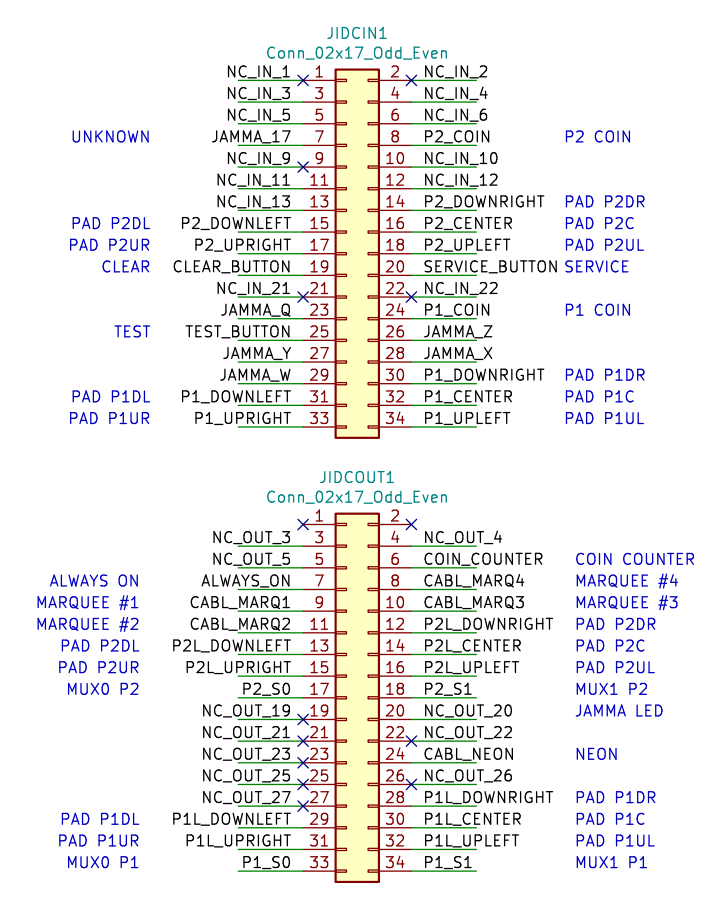 JIDCIN1
Conn_02x17_Odd_Even
NC_IN_1 1 2 NC_IN_2
NC_IN_3 3 4 NC_IN_4
NC_IN_5 5 6 NC_IN_6
UNKNOWN JAMMA_17 7 8 P2_COIN P2 COIN
NC_IN_9 9 10 NC_IN_10
NC_IN_11 11 12 NC_IN_12
NC_IN_13 13 14 P2_DOWNRIGHT PAD P2DR
PAD P2DL P2_DOWNLEFT 15 16 P2_CENTER PAD P2C
PAD P2UR P2_UPRIGHT 17 18 P2_UPLEFT PAD P2UL
CLEAR CLEAR_BUTTON 19 20 SERVICE_BUTTON SERVICE
NC_IN_21 21 22 NC_IN_22
JAMMA_Q 23 24 P1_COIN P1 COIN
TEST TEST_BUTTON 25 26 JAMMA_Z
JAMMA_Y 27 28 JAMMA_X
JAMMA_W 29 30 P1_DOWNRIGHT PAD P1DR
PAD P1DL P1_DOWNLEFT 31 32 P1_CENTER PAD P1C
PAD P1UR P1_UPRIGHT 33 34 P1_UPLEFT PAD P1UL
JIDCOUT1
Conn_02x17_Odd_Even
1 2
NC_OUT_3 3 4 NC_OUT_4
NC_OUT_5 5 6 COIN_COUNTER COIN COUNTER
ALWAYS ON ALWAYS_ON 7 8 CABL_MARQ4 MARQUEE #4
MARQUEE #1 CABL_MARQ1 9 10 CABL_MARQ3 MARQUEE #3
MARQUEE #2 CABL_MARQ2 11 12 P2L_DOWNRIGHT PAD P2DR
PAD P2DL P2L_DOWNLEFT 13 14 P2L_CENTER PAD P2C
PAD P2UR P2L_UPRIGHT 15 16 P2L_UPLEFT PAD P2UL
MUX0 P2 P2_S0 17 18 P2_S1 MUX1 P2
NC_OUT_19 19 20 NC_OUT_20 JAMMA LED
NC_OUT_21 21 22 NC_OUT_22
NC_OUT_23 23 24 CABL_NEON NEON
NC_OUT_25 25 26 NC_OUT_26
NC_OUT_27 27 28 P1L_DOWNRIGHT PAD P1DR
PAD P1DL P1L_DOWNLEFT 29 30 P1L_CENTER PAD P1C
PAD P1UR P1L_UPRIGHT 31 32 P1L_UPLEFT PAD P1UL
MUX0 P1 P1_S0 33 34 P1_S1 MUX1 P1